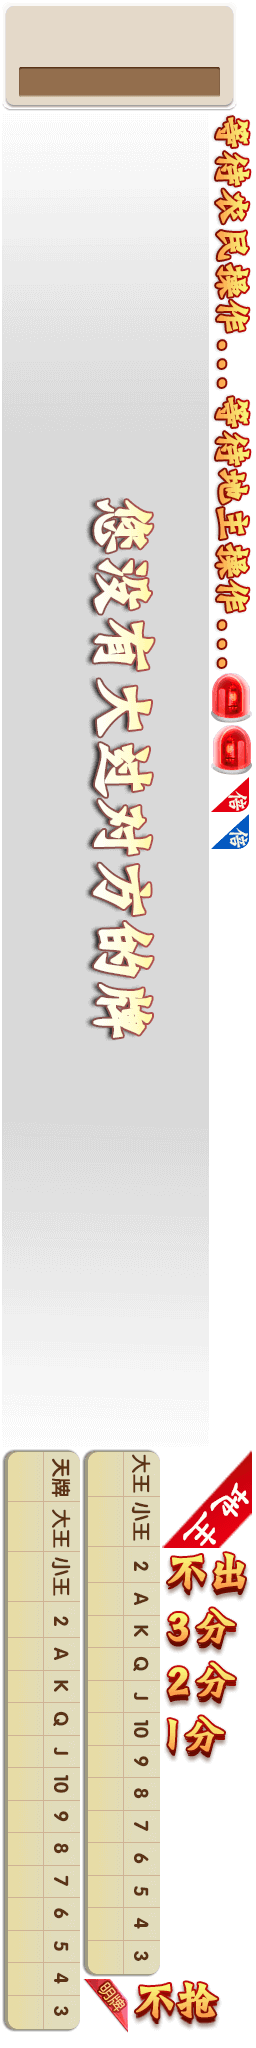 等待农民操作...
等待地主操作...
倍
倍
您没有大过对方的牌
天牌 大王 小王 2 A K Q J 10 9 8 7 6 5 4 3
大王 小王 2 A K Q J 10 9 8 7 6 5 4 3
地主
不出
3分
2分
1分
明牌
不抢